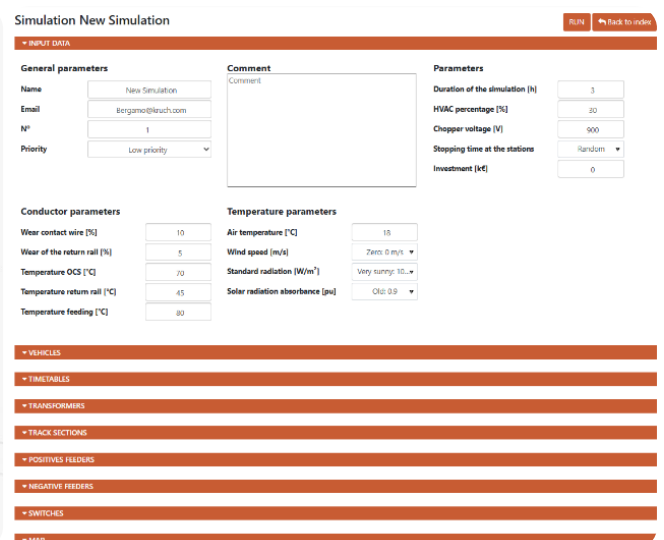 Simulation New Simulation
RUN
Back to index
INPUT DATA
General parameters
Name
New Simulation
Email
Bergamo@kruch.com
N°
1
Priority
Low priority
Comment
Comment
Parameters
Duration of the simulation [h]
3
HVAC percentage [%]
30
Chopper voltage [V]
900
Stopping time at the stations
Random
Investment [k€]
0
Conductor parameters
Wear contact wire [%]
10
Wear of the return rail [%]
5
Temperature OCS [°C]
70
Temperature return rail [°C]
45
Temperature feeding [°C]
80
Temperature parameters
Air temperature [°C]
18
Wind speed [m/s]
Zero: 0 m/s
Standard radiation [W/m²]
Very sunny: 10...
Solar radiation absorbance [pu]
Old: 0.9
VEHICLES
TIMETABLES
TRANSFORMERS
TRACK SECTIONS
POSITIVES FEEDERS
NEGATIVE FEEDERS
SWITCHES
MAP